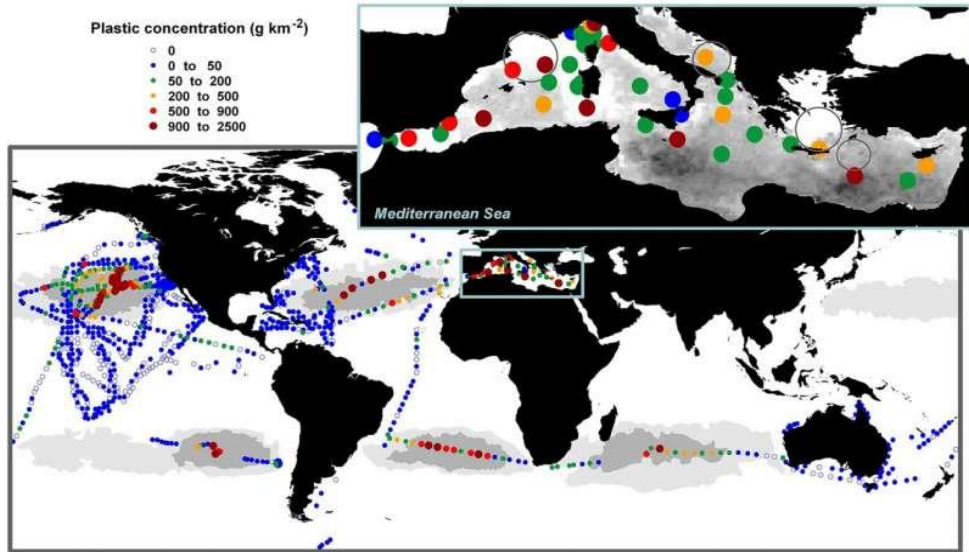 Plastic concentration (g km-2)
0
0 to 50
50 to 200
200 to 500
500 to 900
900 to 2500
Mediterranean Sea